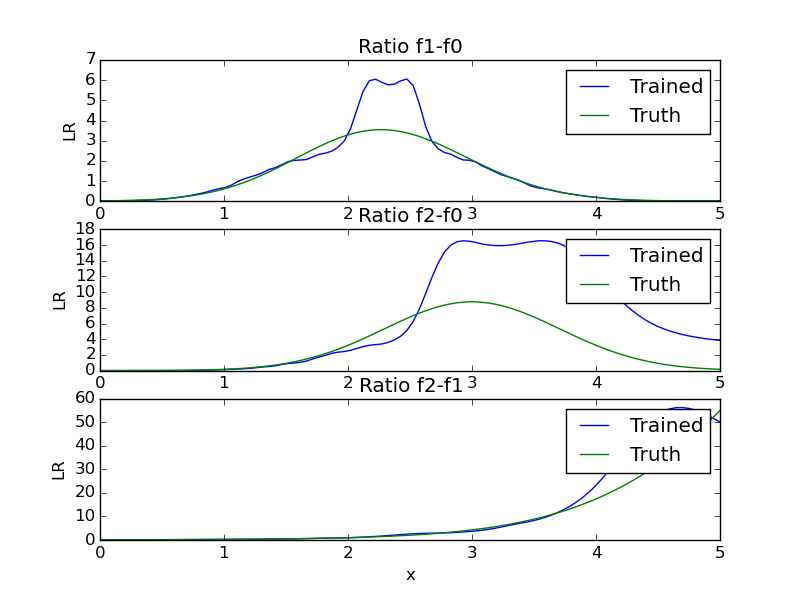 Ratio f1-f0
7
6
5
4
3
2
1
0
LR
Trained
Truth
0 1 2 3 4 5
Ratio f2-f0
18
16
14
12
10
8
6
4
2
0
LR
Trained
Truth
0 1 2 3 4 5
Ratio f2-f1
60
50
40
30
20
10
0
LR
Trained
Truth
0 1 2 3 4 5
x